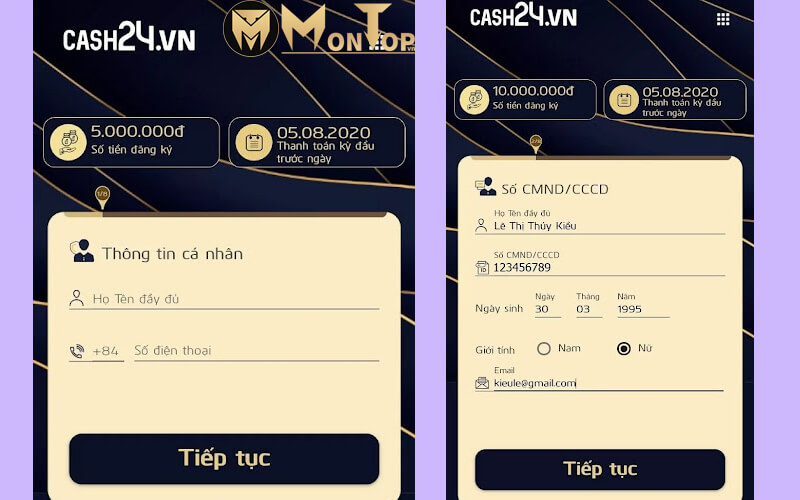 CASH24.VN
MONTOP
VN
5.000.000đ
Số tiền đăng ký
05.08.2020
Thanh toán kỳ đầu
trước ngày
1/8
Thông tin cá nhân
Họ Tên đầy đủ
+84 Số điện thoại
Tiếp tục
CASH24.VN
10.000.000đ
Số tiền đăng ký
05.08.2020
Thanh toán kỳ đầu
trước ngày
2/8
Số CMND/CCCD
Họ Tên đầy đủ
Lê Thị Thúy Kiều
Số CMND/CCCD
123456789
Ngày sinh
Ngày Tháng Năm
30 03 1995
Giới tính Nam Nữ
Email
kieule@gmail.com
Tiếp tục